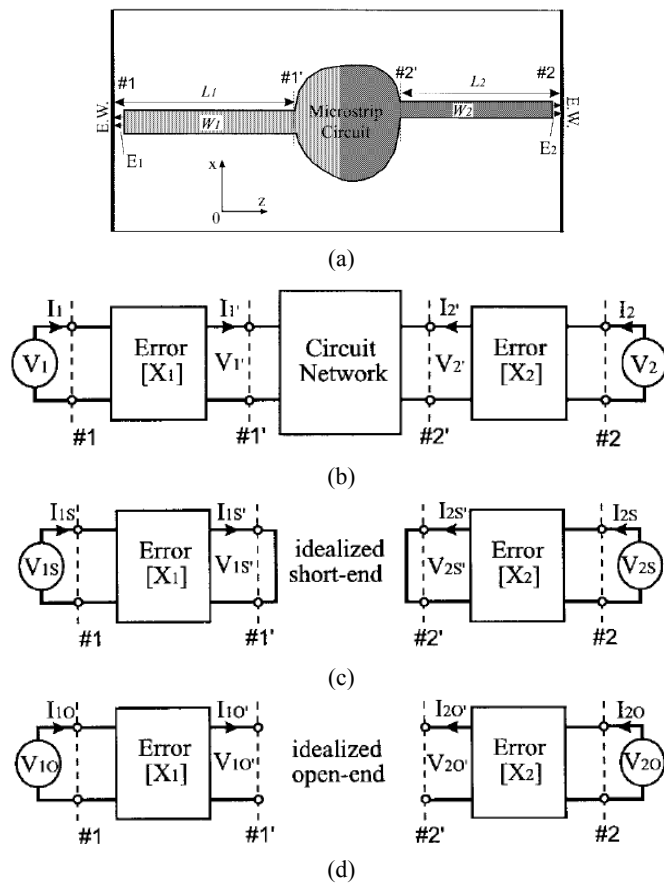 #1 L1 #1' #2' L2 #2
E.W. W1 Microstrip Circuit W2 E.W.
E1 E2
x
0 z
(a)
I1 I1' I2' I2
V1 Error [X1] V1' Circuit Network V2' Error [X2] V2
#1 #1' #2' #2
(b)
I1S I1S' I2S' I2S
V1S Error [X1] V1S' idealized short-end V2S' Error [X2] V2S
#1 #1' #2' #2
(c)
I1O I1O' I2O' I2O
V1O Error [X1] V1O' idealized open-end V2O' Error [X2] V2O
#1 #1' #2' #2
(d)